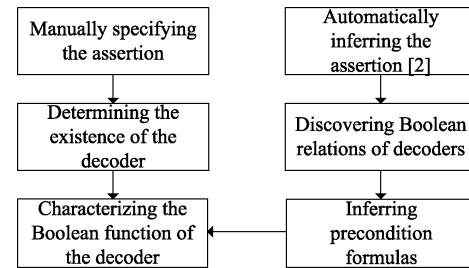 Manually specifying
the assertion
Automatically
inferring the
assertion [2]
Determining the
existence of the
decoder
Discovering Boolean
relations of decoders
Characterizing the
Boolean function of
the decoder
Inferring
precondition
formulas